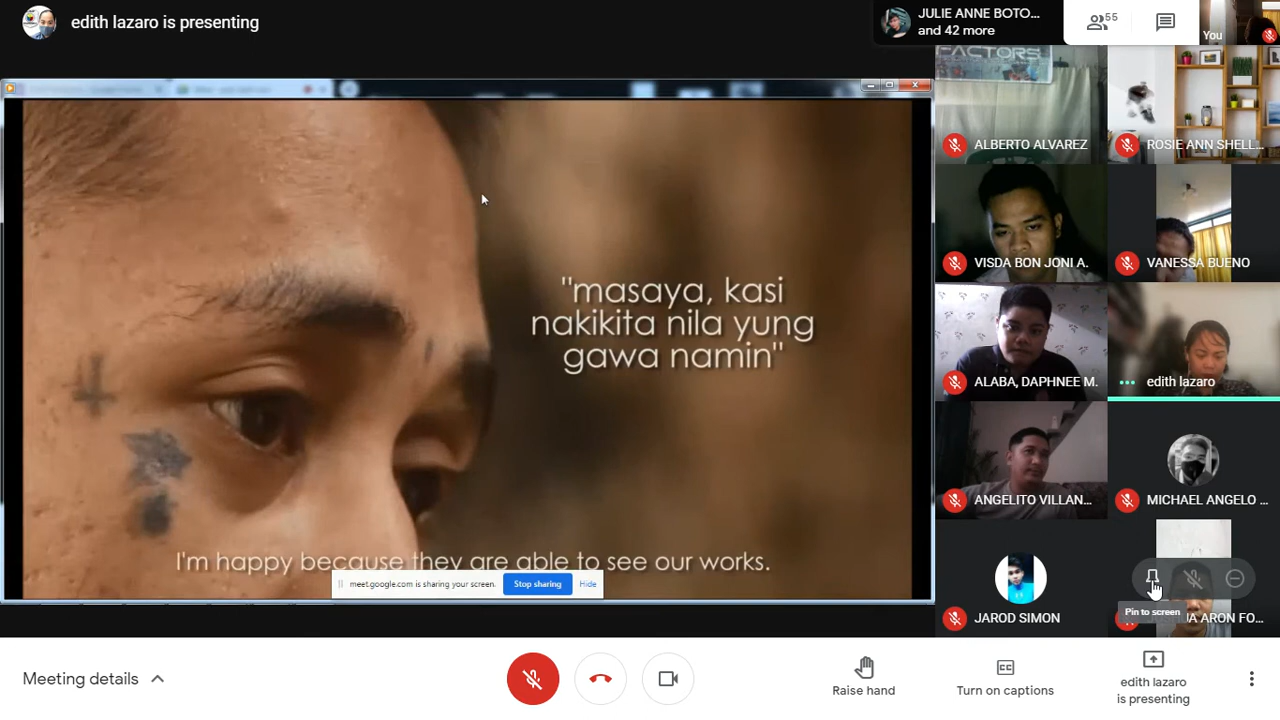 edith lazaro is presenting
JULIE ANNE BOTO...
and 42 more
55
You
FACTORS
ALBERTO ALVAREZ
ROSIE ANN SHELL...
VISDA BON JONI A.
VANESSA BUENO
ALABA, DAPHNEE M.
edith lazaro
ANGELITO VILLAN...
MICHAEL ANGELO ...
JAROD SIMON
Pin to screen
"masaya, kasi
nakikita nila yung
gawa namin"
I'm happy because they are able to see our works.
meet.google.com is sharing your screen.
Stop sharing
Hide
Meeting details
Raise hand
Turn on captions
edith lazaro
is presenting